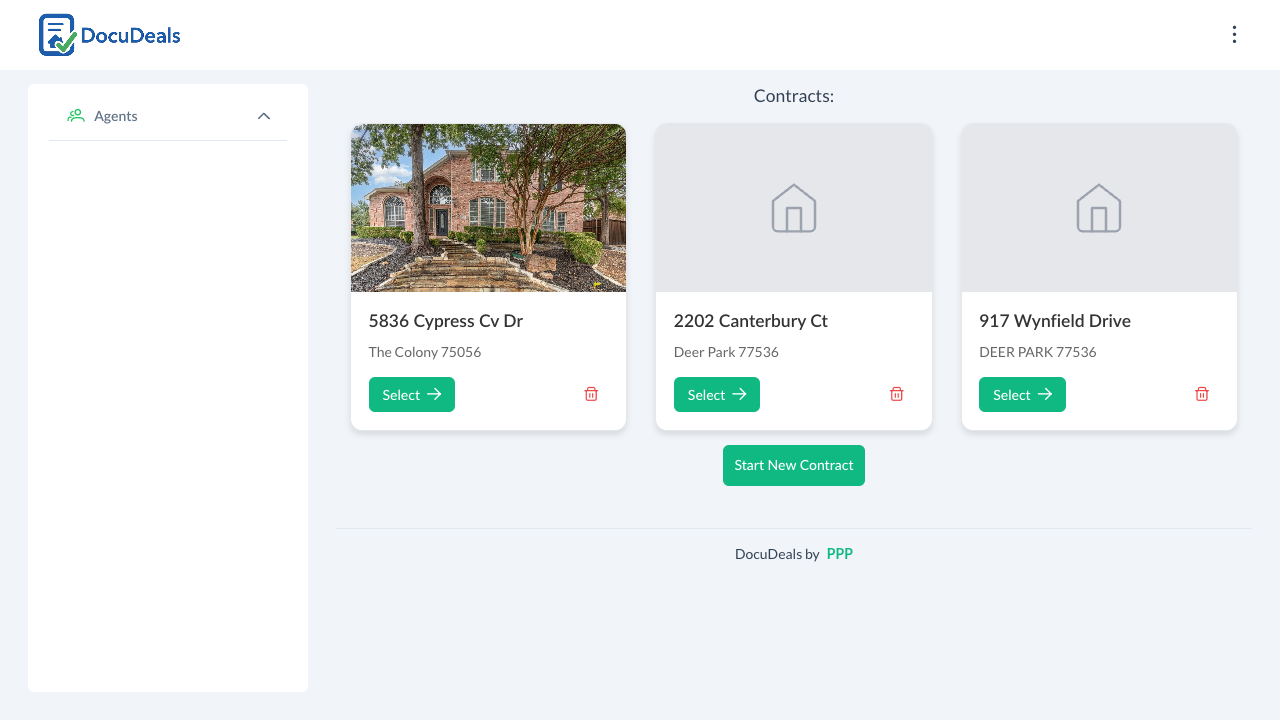 DocuDeals
Agents
Contracts:
5836 Cypress Cv Dr
The Colony 75056
Select
2202 Canterbury Ct
Deer Park 77536
Select
917 Wynfield Drive
DEER PARK 77536
Select
Start New Contract
DocuDeals by PPP